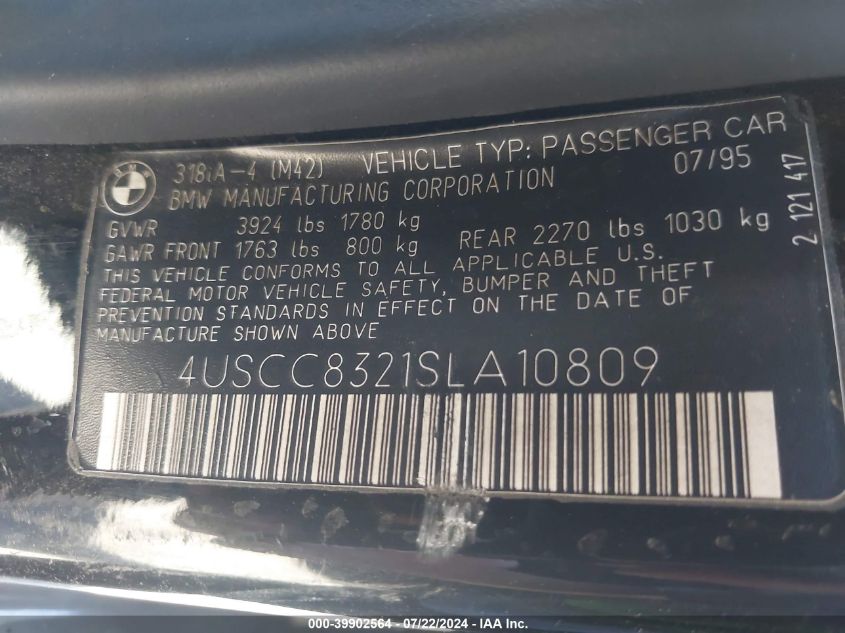 BMW
318iA-4 (M42) VEHICLE TYP: PASSENGER CAR
BMW MANUFACTURING CORPORATION 07/95
GVWR 3924 lbs 1780 kg
GAWR FRONT 1763 lbs 800 kg REAR 2270 lbs 1030 kg
THIS VEHICLE CONFORMS TO ALL APPLICABLE U.S.
FEDERAL MOTOR VEHICLE SAFETY, BUMPER AND THEFT
PREVENTION STANDARDS IN EFFECT ON THE DATE OF
MANUFACTURE SHOWN ABOVE
4USCC8321SLA10809
2 121 417
000-39902564 - 07/22/2024 - IAA Inc.